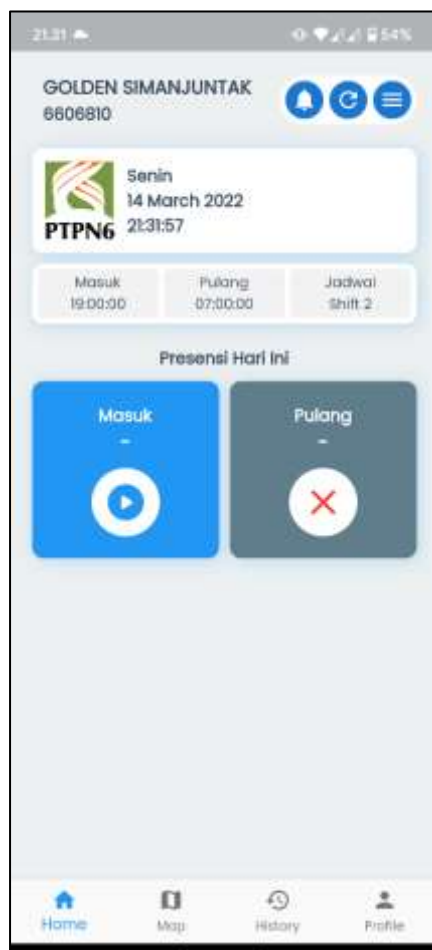 21.31
54%
GOLDEN SIMANJUNTAK
6606810
Senin
14 March 2022
21:31:57
PTPN6
Masuk Pulang Jadwal
19:00:00 07:00:00 Shift 2
Presensi Hari Ini
Masuk Pulang
- -
Home Map History Profile